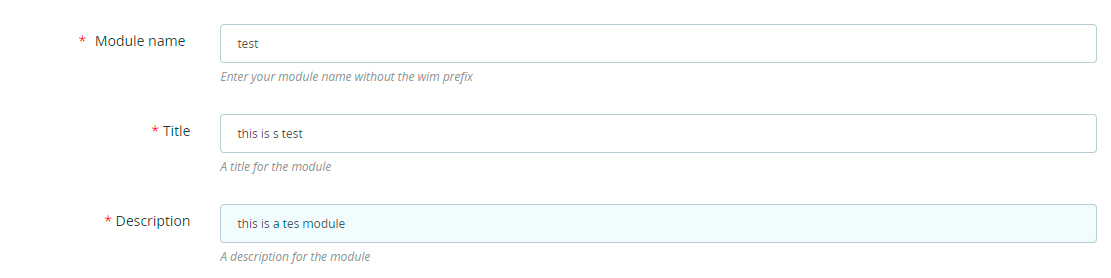 * Module name test
Enter your module name without the wim prefix
* Title this is s test
A title for the module
* Description this is a tes module
A description for the module